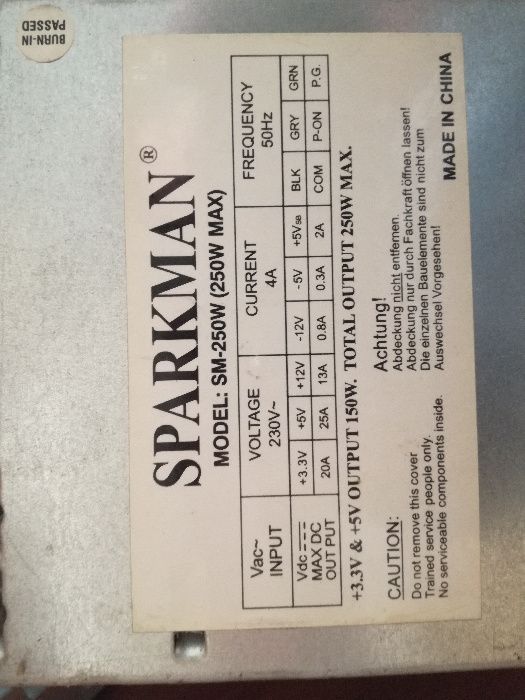 BURN-IN
PASSED
SPARKMAN®
MODEL: SM-250W (250W MAX)
Vac~ INPUT VOLTAGE 230V~ CURRENT 4A FREQUENCY 50Hz
Vdc +3.3V +5V +12V -12V -5V +5Vsb BLK GRY GRN
MAX DC OUT PUT 20A 25A 13A 0.8A 0.3A 2A COM P-ON P.G.
+3.3V & +5V OUTPUT 150W. TOTAL OUTPUT 250W MAX.
CAUTION:
Do not remove this cover
Trained service people only.
No serviceable components inside.
Achtung!
Abdeckung nicht entfernen.
Abdeckung nur durch Fachkraft öffnen lassen!
Die einzelnen Bauelemente sind nicht zum
Auswechsel Vorgesehen!
MADE IN CHINA